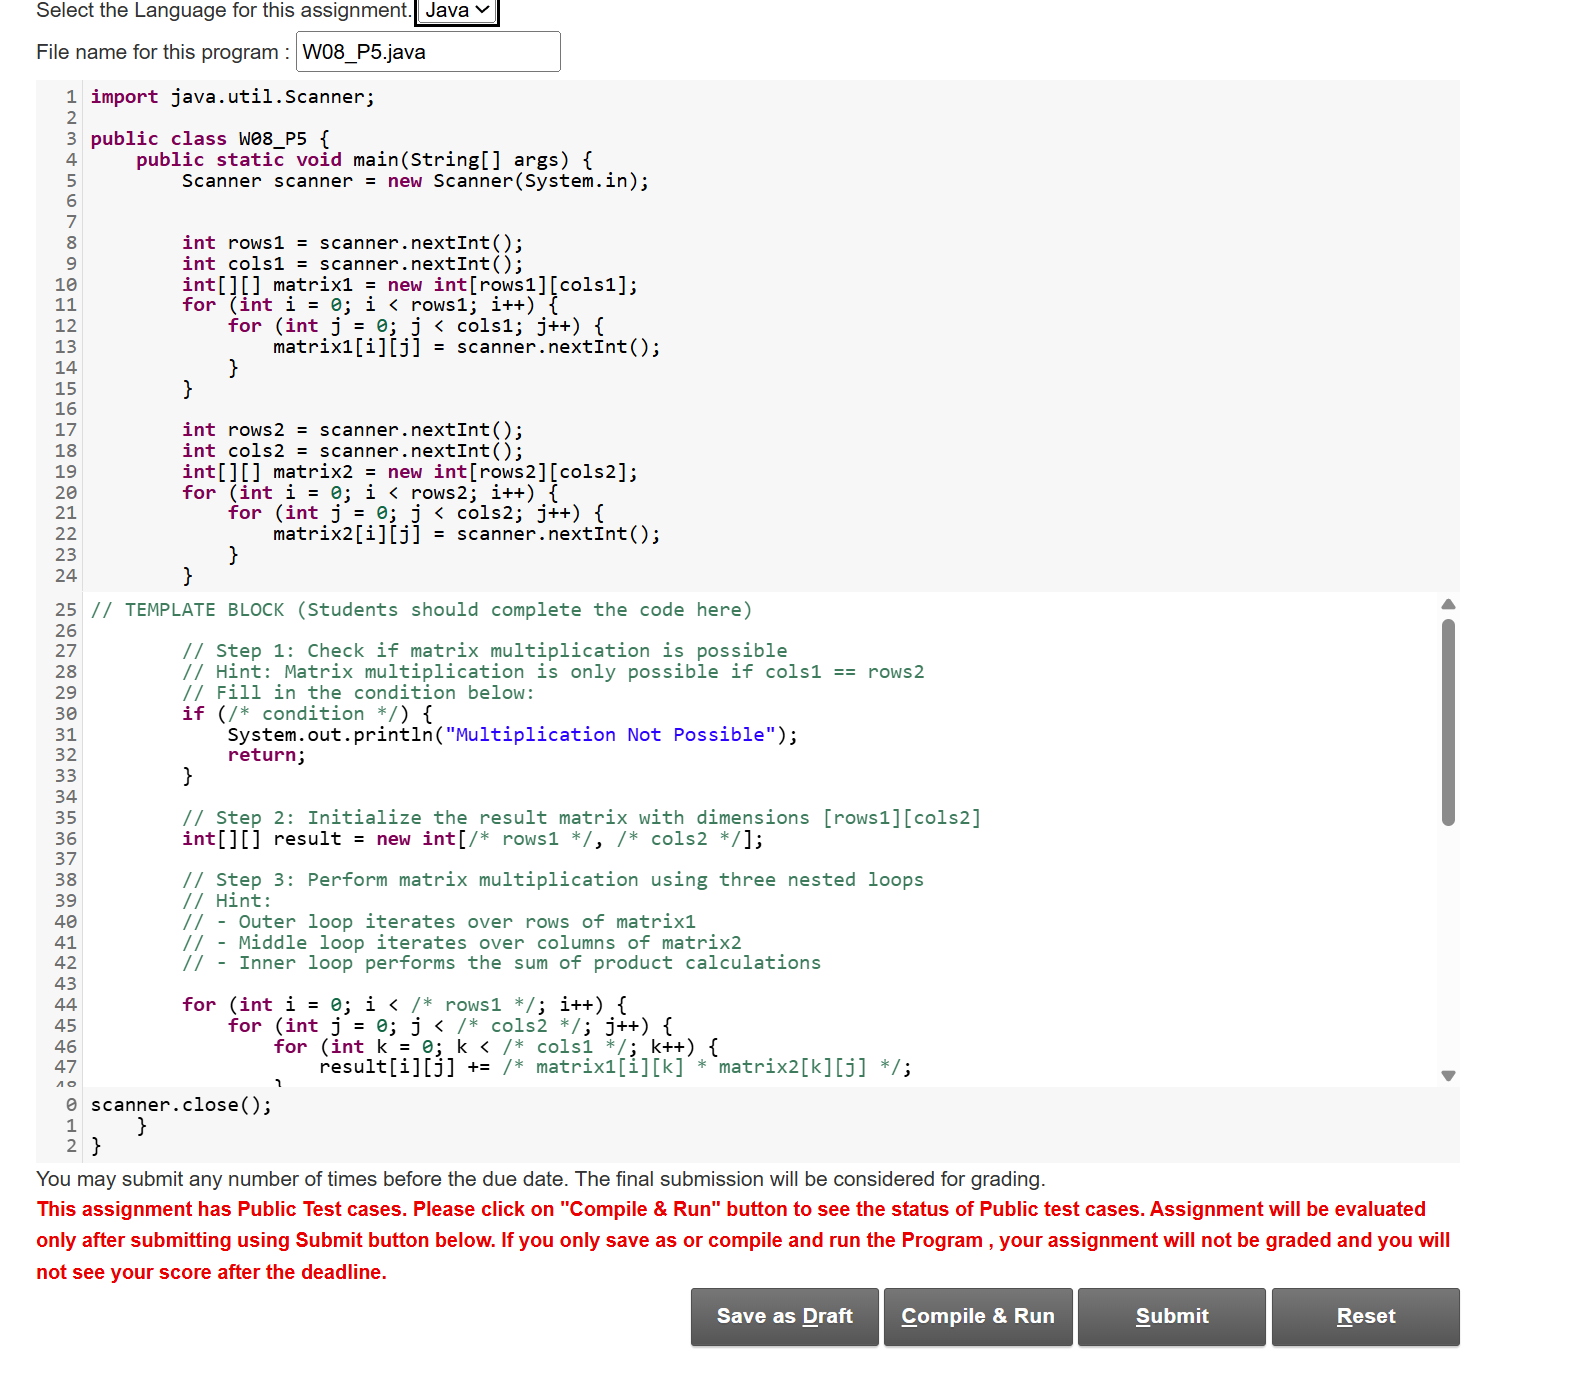 Select the Language for this assignment. Java
File name for this program : W08_P5.java
1 import java.util.Scanner;
2
3 public class W08_P5 {
4     public static void main(String[] args) {
5         Scanner scanner = new Scanner(System.in);
6
7
8         int rows1 = scanner.nextInt();
9         int cols1 = scanner.nextInt();
10         int[][] matrix1 = new int[rows1][cols1];
11         for (int i = 0; i < rows1; i++) {
12             for (int j = 0; j < cols1; j++) {
13                 matrix1[i][j] = scanner.nextInt();
14             }
15         }
16
17         int rows2 = scanner.nextInt();
18         int cols2 = scanner.nextInt();
19         int[][] matrix2 = new int[rows2][cols2];
20         for (int i = 0; i < rows2; i++) {
21             for (int j = 0; j < cols2; j++) {
22                 matrix2[i][j] = scanner.nextInt();
23             }
24         }
25 // TEMPLATE BLOCK (Students should complete the code here)
26
27         // Step 1: Check if matrix multiplication is possible
28         // Hint: Matrix multiplication is only possible if cols1 == rows2
29         // Fill in the condition below:
30         if (/* condition */) {
31             System.out.println("Multiplication Not Possible");
32             return;
33         }
34
35         // Step 2: Initialize the result matrix with dimensions [rows1][cols2]
36         int[][] result = new int[/* rows1 */, /* cols2 */];
37
38         // Step 3: Perform matrix multiplication using three nested loops
39         // Hint:
40         // - Outer loop iterates over rows of matrix1
41         // - Middle loop iterates over columns of matrix2
42         // - Inner loop performs the sum of product calculations
43
44         for (int i = 0; i < /* rows1 */; i++) {
45             for (int j = 0; j < /* cols2 */; j++) {
46                 for (int k = 0; k < /* cols1 */; k++) {
47                     result[i][j] += /* matrix1[i][k] * matrix2[k][j] */;
48                 }
0 scanner.close();
1     }
2 }
You may submit any number of times before the due date. The final submission will be considered for grading.
This assignment has Public Test cases. Please click on "Compile & Run" button to see the status of Public test cases. Assignment will be evaluated
only after submitting using Submit button below. If you only save as or compile and run the Program , your assignment will not be graded and you will
not see your score after the deadline.
Save as Draft Compile & Run Submit Reset